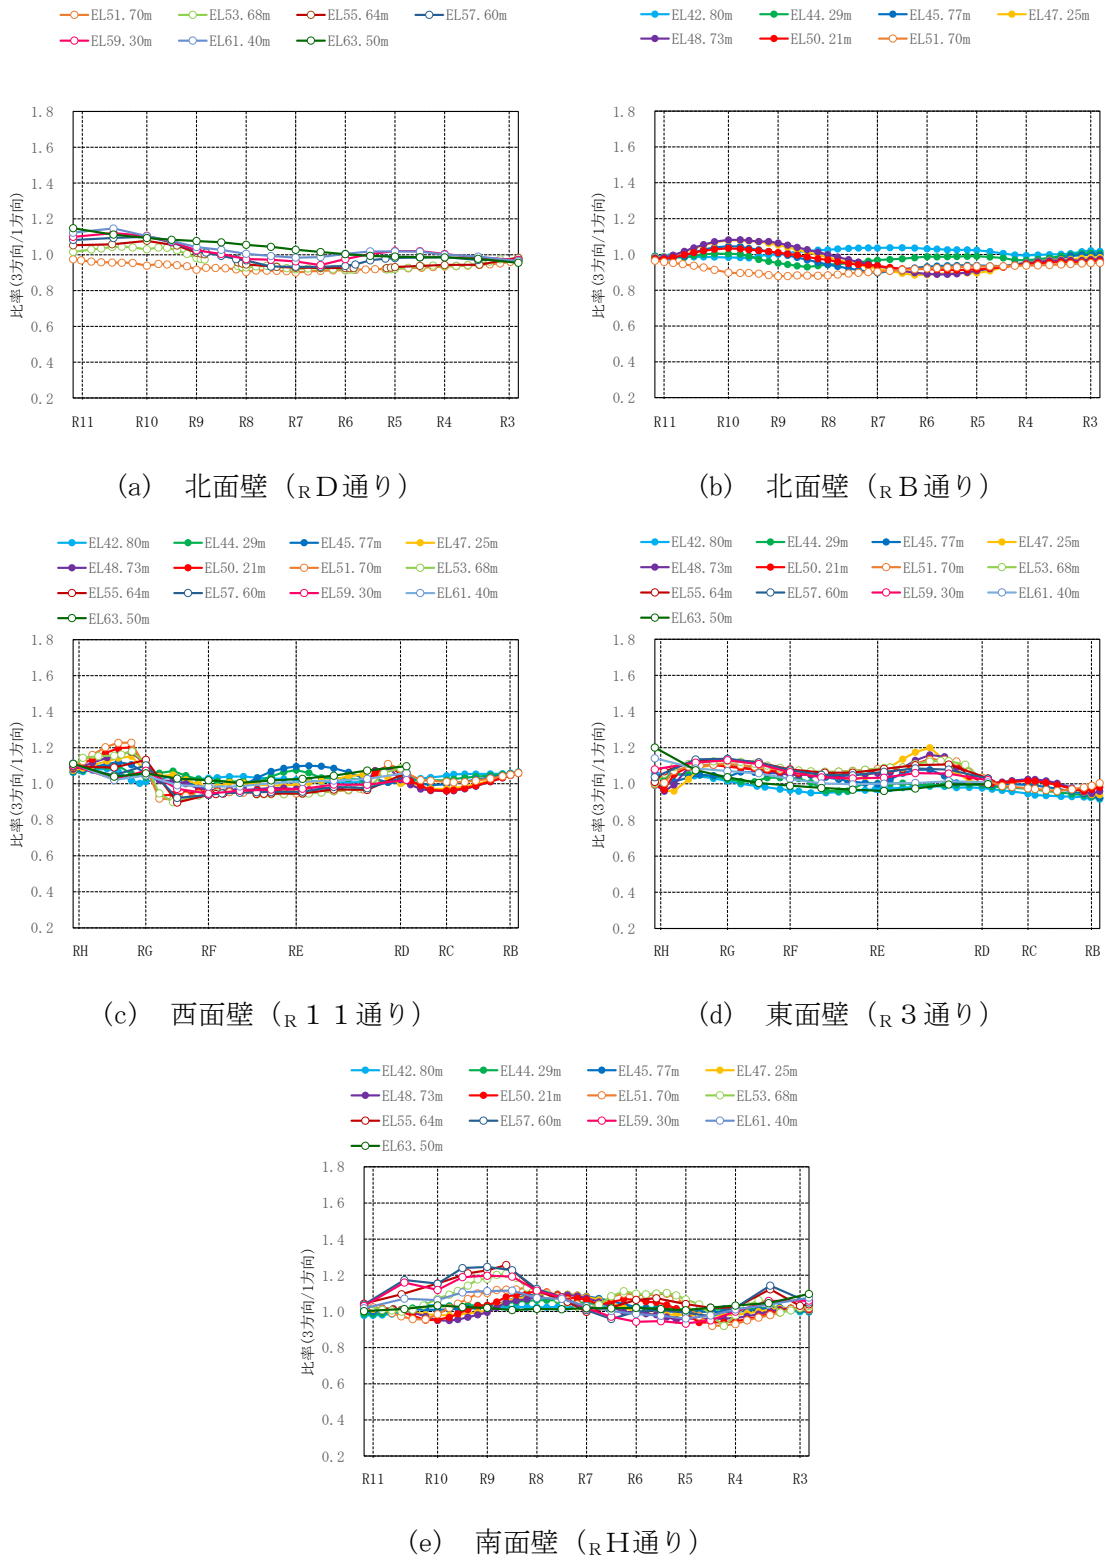 EL51.70m EL53.68m EL55.64m EL57.60m
EL59.30m EL61.40m EL63.50m
比率(3方向/1方向)
1.8
1.6
1.4
1.2
1.0
0.8
0.6
0.4
0.2
R11 R10 R9 R8 R7 R6 R5 R4 R3
(a) 北面壁（RＤ通り）
EL42.80m EL44.29m EL45.77m EL47.25m
EL48.73m EL50.21m EL51.70m
比率(3方向/1方向)
1.8
1.6
1.4
1.2
1.0
0.8
0.6
0.4
0.2
R11 R10 R9 R8 R7 R6 R5 R4 R3
(b) 北面壁（RＢ通り）
EL42.80m EL44.29m EL45.77m EL47.25m
EL48.73m EL50.21m EL51.70m EL53.68m
EL55.64m EL57.60m EL59.30m EL61.40m
EL63.50m
比率(3方向/1方向)
1.8
1.6
1.4
1.2
1.0
0.8
0.6
0.4
0.2
RH RG RF RE RD RC RB
(c) 西面壁（R１１通り）
EL42.80m EL44.29m EL45.77m EL47.25m
EL48.73m EL50.21m EL51.70m EL53.68m
EL55.64m EL57.60m EL59.30m EL61.40m
EL63.50m
比率(3方向/1方向)
1.8
1.6
1.4
1.2
1.0
0.8
0.6
0.4
0.2
RH RG RF RE RD RC RB
(d) 東面壁（R３通り）
EL42.80m EL44.29m EL45.77m EL47.25m
EL48.73m EL50.21m EL51.70m EL53.68m
EL55.64m EL57.60m EL59.30m EL61.40m
EL63.50m
比率(3方向/1方向)
1.8
1.6
1.4
1.2
1.0
0.8
0.6
0.4
0.2
R11 R10 R9 R8 R7 R6 R5 R4 R3
(e) 南面壁（RＨ通り）